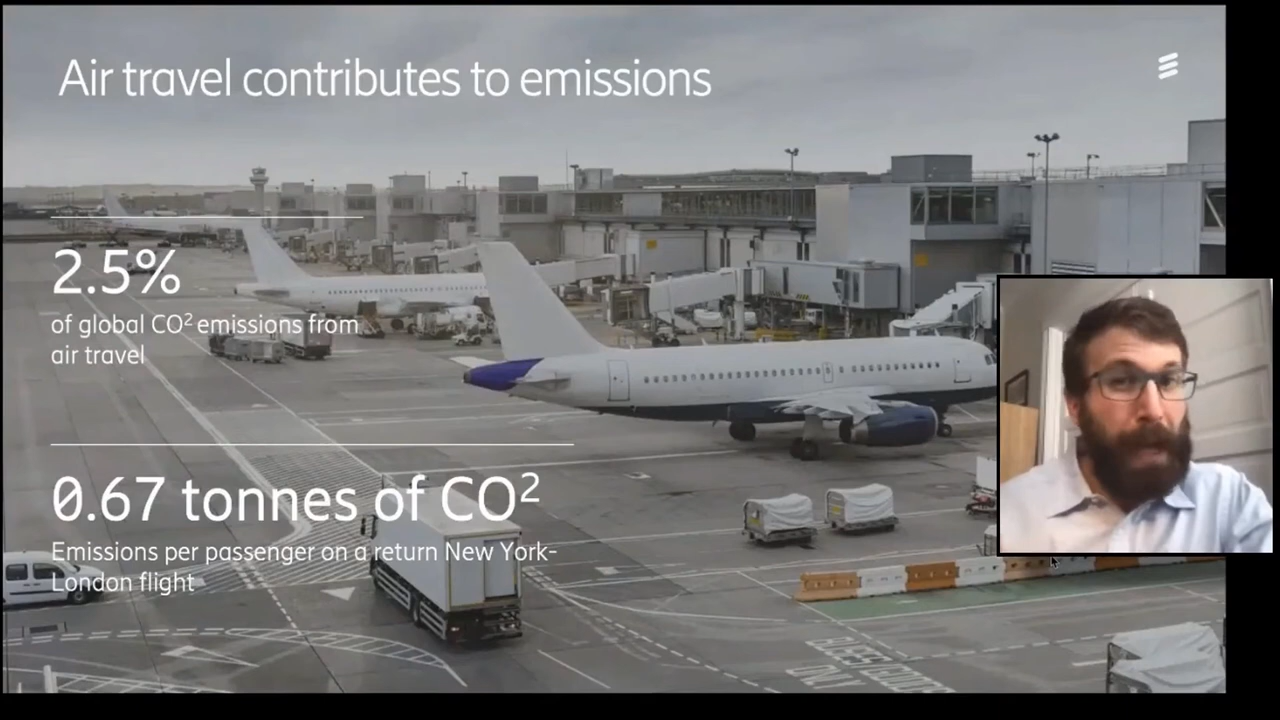 Air travel contributes to emissions
2.5%
of global CO² emissions from
air travel
0.67 tonnes of CO²
Emissions per passenger on a return New York-
London flight
ONLY